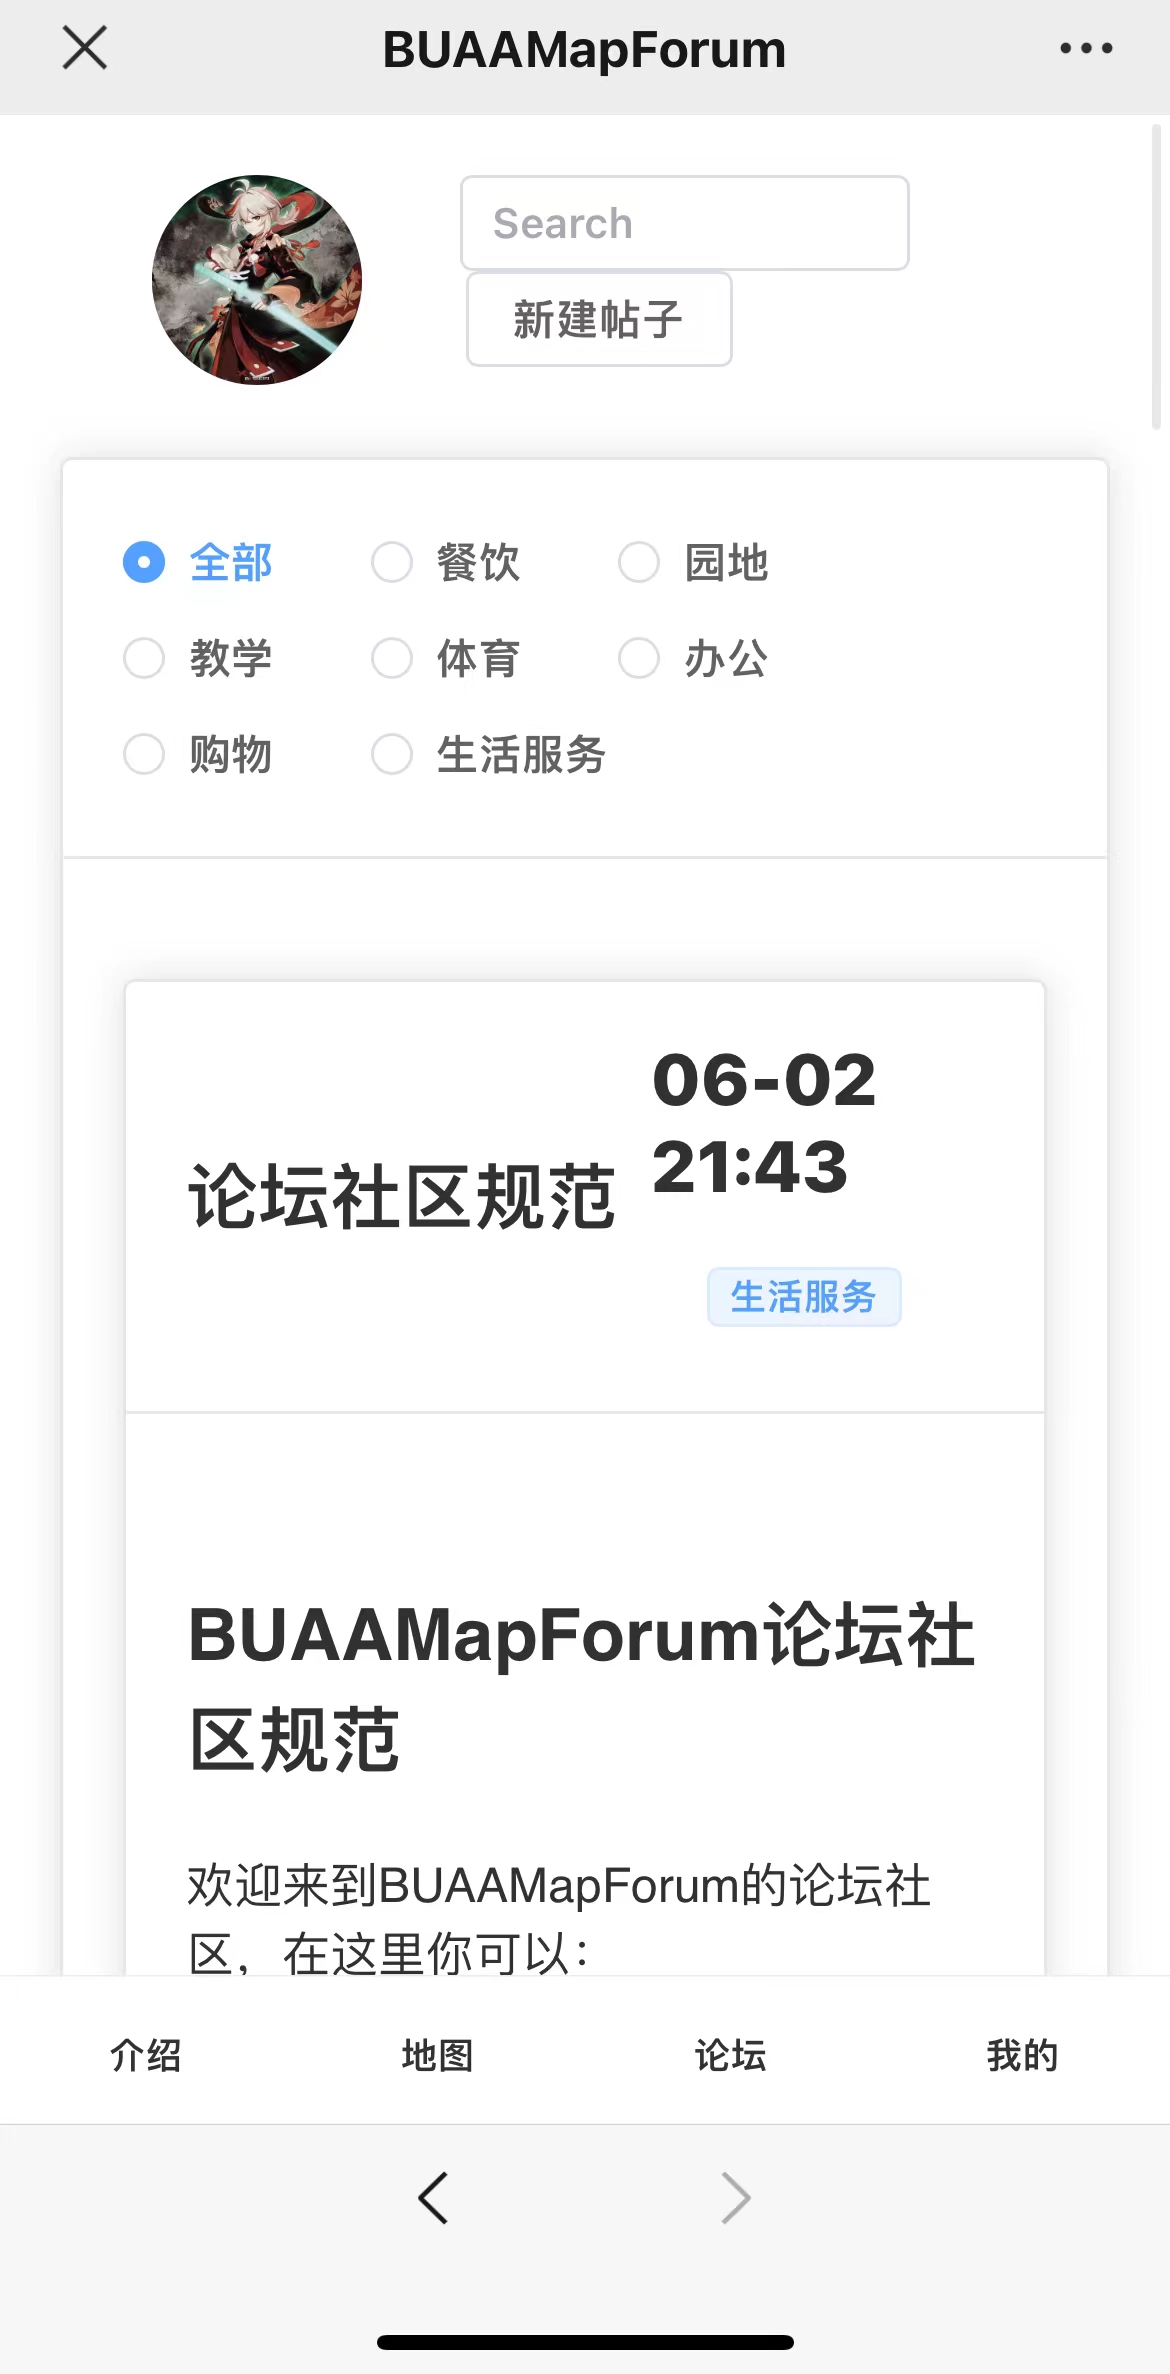 BUAAMapForum
Search
新建帖子
全部 餐饮 园地
教学 体育 办公
购物 生活服务
论坛社区规范
06-02
21:43
生活服务
BUAAMapForum论坛社
区规范
欢迎来到BUAAMapForum的论坛社
区，在这里你可以：
介绍 地图 论坛 我的